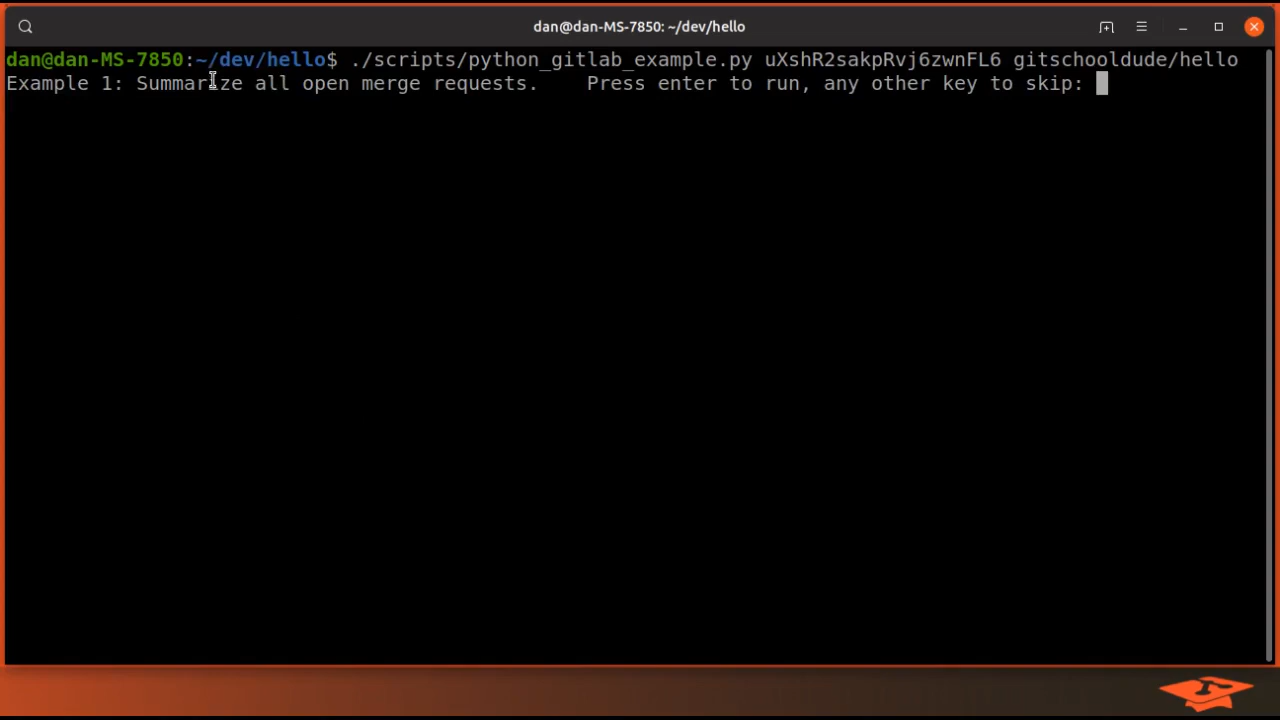 dan@dan-MS-7850: ~/dev/hello
dan@dan-MS-7850:~/dev/hello$ ./scripts/python_gitlab_example.py uXshR2sakpRvj6zwnFL6 gitschooldude/hello
Example 1: Summarize all open merge requests.    Press enter to run, any other key to skip: